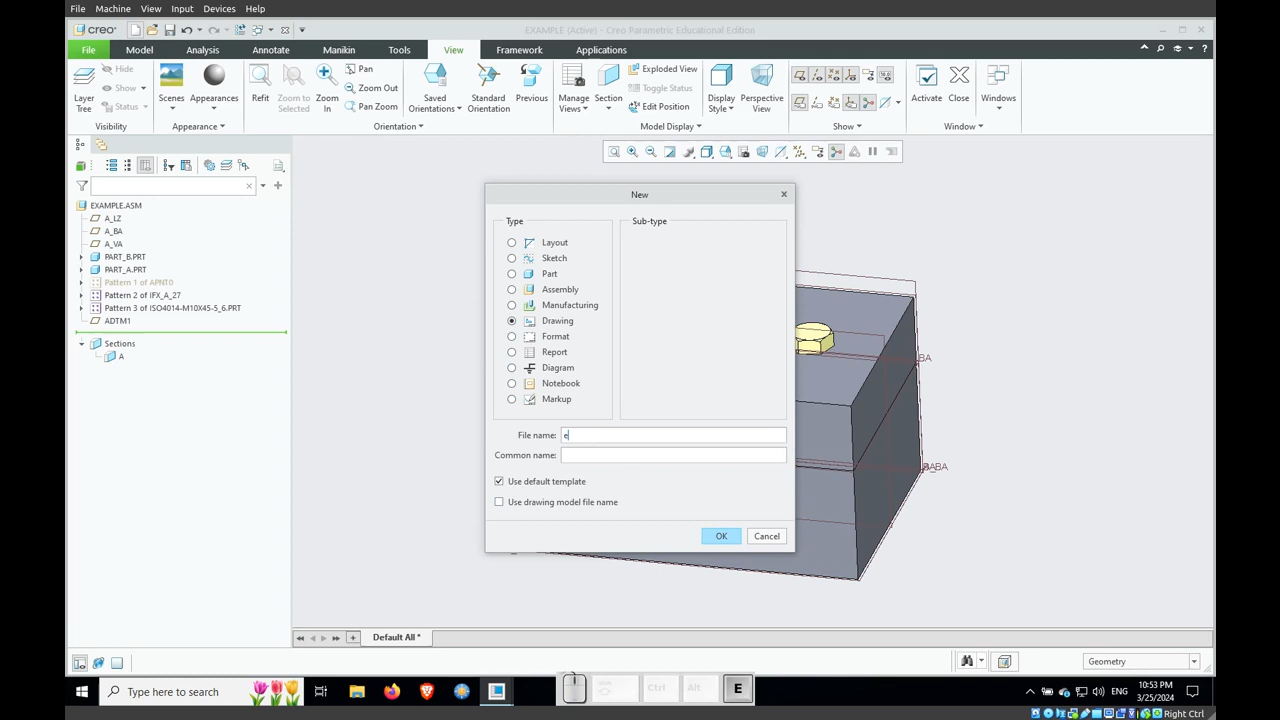 File Machine View Input Devices Help
creo
EXAMPLE (Active) - Creo Parametric Educational Edition
File Model Analysis Annotate Manikin Tools View Framework Applications
Layer Tree
Hide
Show
Status
Visibility
Scenes
Appearances
Appearance
Refit
Zoom to Selected
Zoom In
Pan
Zoom Out
Pan Zoom
Saved Orientations
Standard Orientation
Previous
Orientation
Manage Views
Section
Exploded View
Toggle Status
Edit Position
Model Display
Display Style
Perspective View
Show
Activate
Close
Windows
Window
EXAMPLE.ASM
A_LZ
A_BA
A_VA
PART_B.PRT
PART_A.PRT
Pattern 1 of APNT0
Pattern 2 of IFX_A_27
Pattern 3 of ISO4014-M10X45-5_6.PRT
ADTM1
Sections
A
New
Type
Layout
Sketch
Part
Assembly
Manufacturing
Drawing
Format
Report
Diagram
Notebook
Markup
Sub-type
File name: e
Common name:
Use default template
Use drawing model file name
OK Cancel
BA
Default All *
Geometry
Type here to search
Ctrl
Alt
E
ENG
10:53 PM
3/25/2024
Right Ctrl